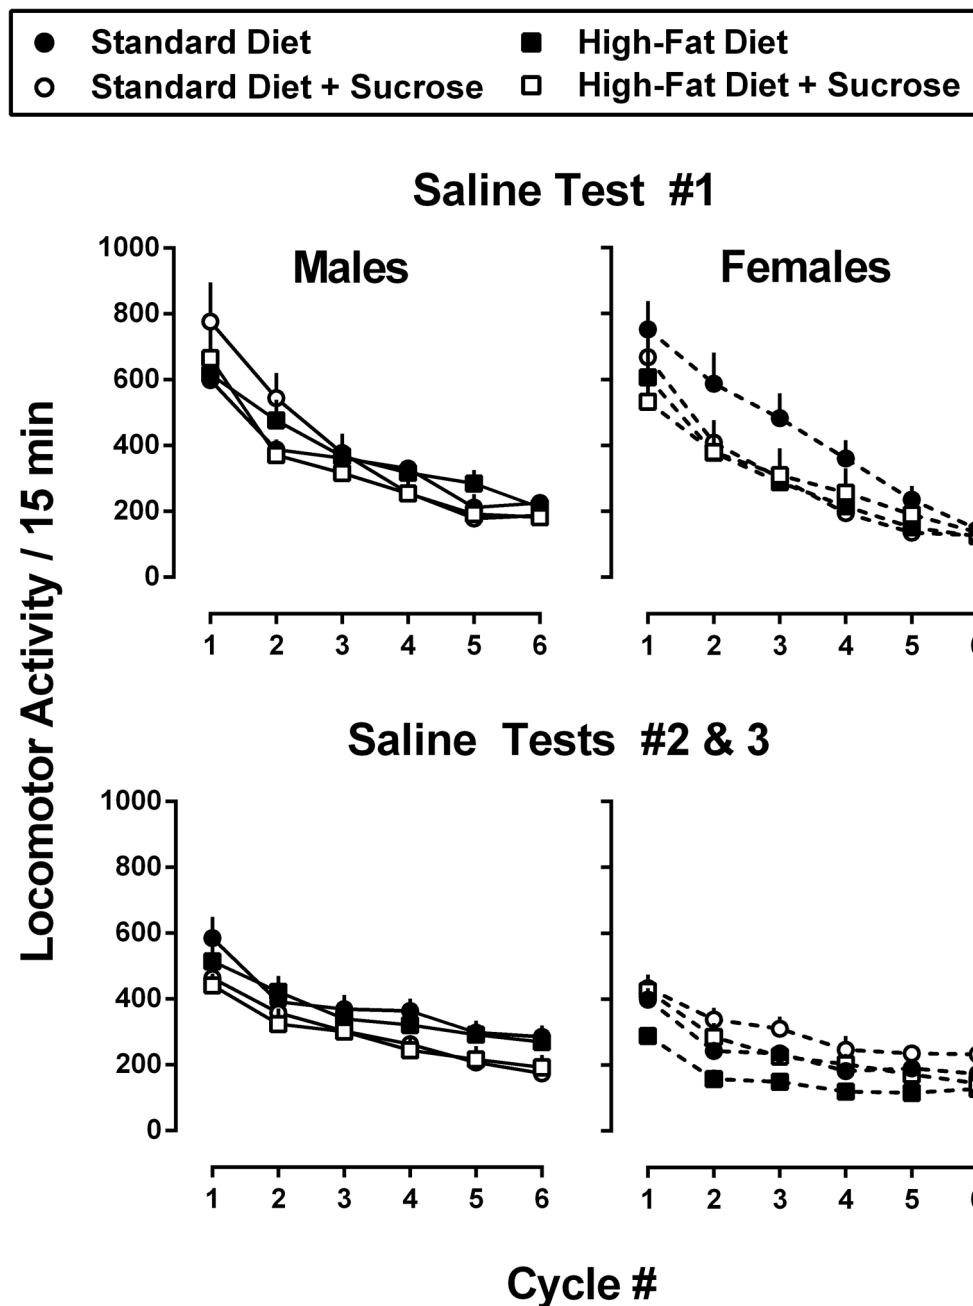 Standard Diet
High-Fat Diet
Standard Diet + Sucrose
High-Fat Diet + Sucrose
Saline Test #1
Males
Females
1000
800
600
400
200
0
1 2 3 4 5 6
1 2 3 4 5 6
Locomotor Activity / 15 min
Saline Tests #2 & 3
1000
800
600
400
200
0
1 2 3 4 5 6
1 2 3 4 5 6
Cycle #